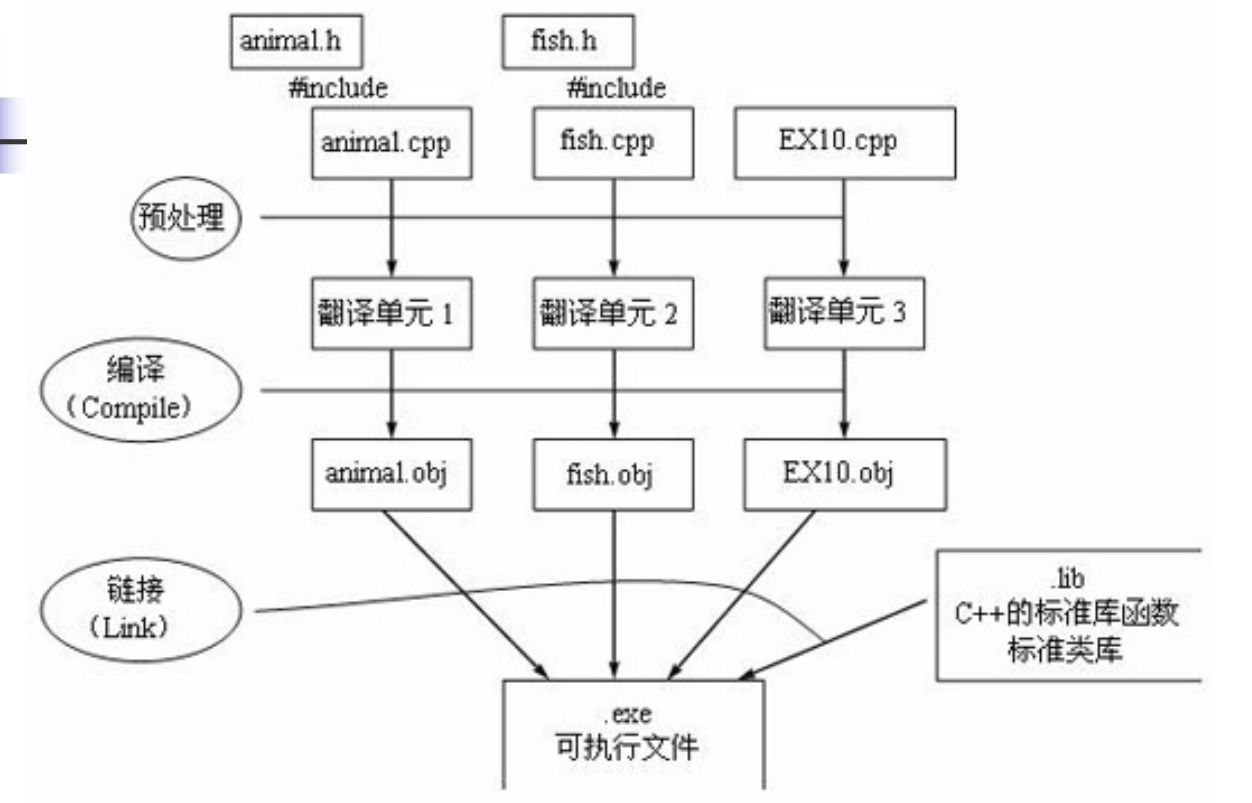 animal.h
fish.h
#include
#include
animal.cpp
fish.cpp
EX10.cpp
预处理
翻译单元 1
翻译单元 2
翻译单元 3
编译
(Compile)
animal.obj
fish.obj
EX10.obj
链接
(Link)
.lib
C++的标准库函数
标准类库
.exe
可执行文件